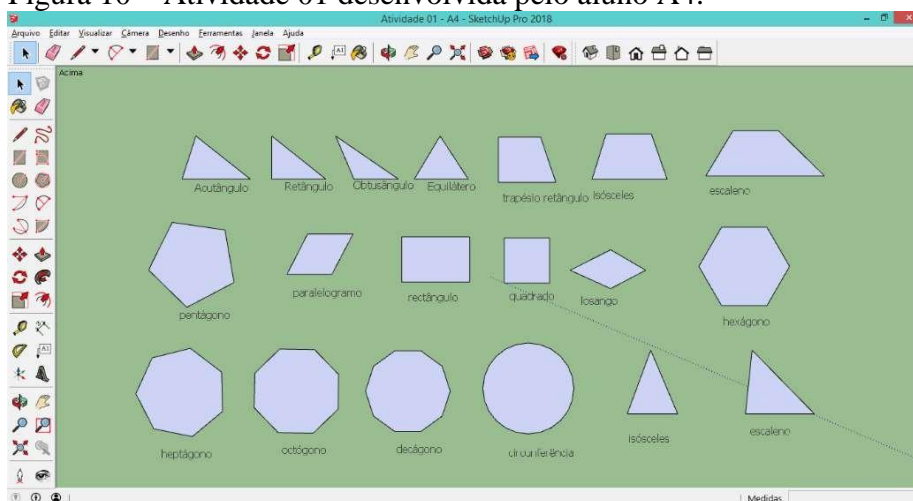 Figura 10 – Atividade 01 desenvolvida pelo aluno A4.
Atividade 01 - A4 - SketchUp Pro 2018
Arquivo Editar Visualizar Câmera Desenho Ferramentas Janela Ajuda
Acima
Acutângulo Retângulo Obtusângulo Equilátero trapésio retângulo isósceles escaleno
pentágono paralelogramo rectângulo quadrado losango hexágono
heptágono octógono decágono circunferência isósceles escaleno
Medidas